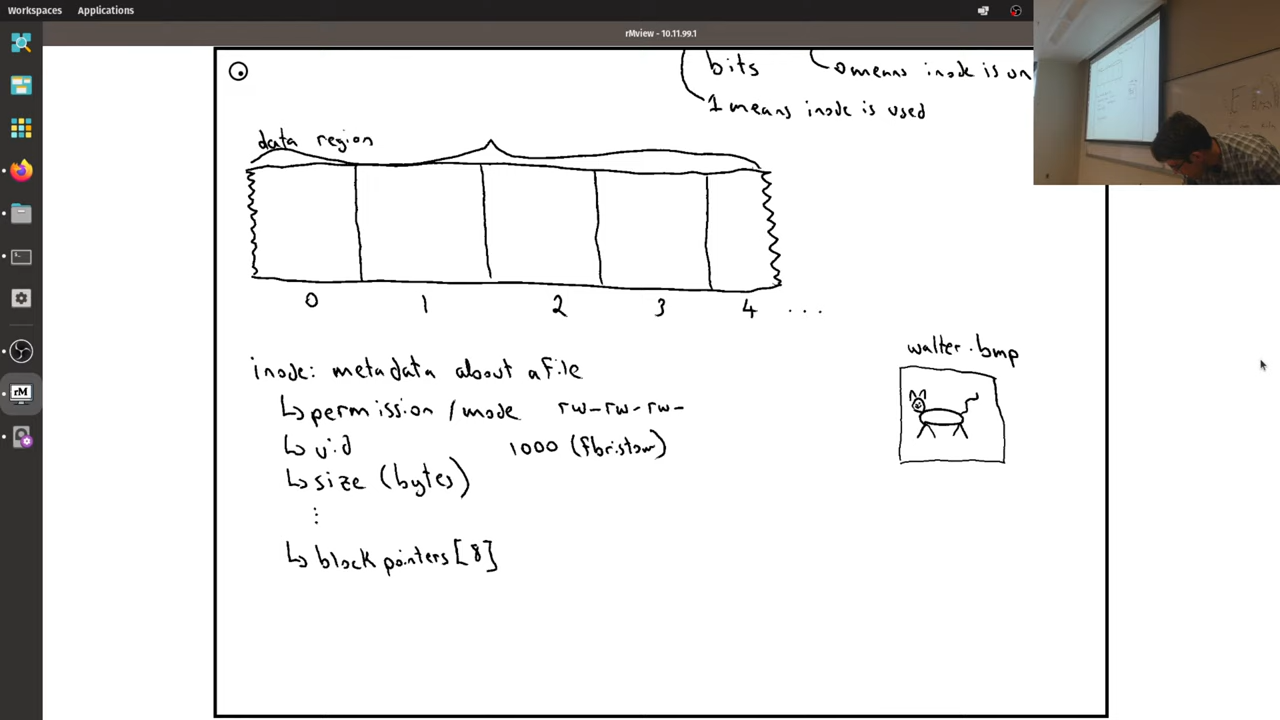 Workspaces Applications
rMview - 10.11.99.1
bits 0 means inode is un
1 means inode is used
data region
0 1 2 3 4 ...
inode: metadata about a file
↳ permission / mode rw-rw-rw-
↳ uid 1000 (fbristow)
↳ size (bytes)
⋮
↳ block pointers [8]
walter.bmp
rM